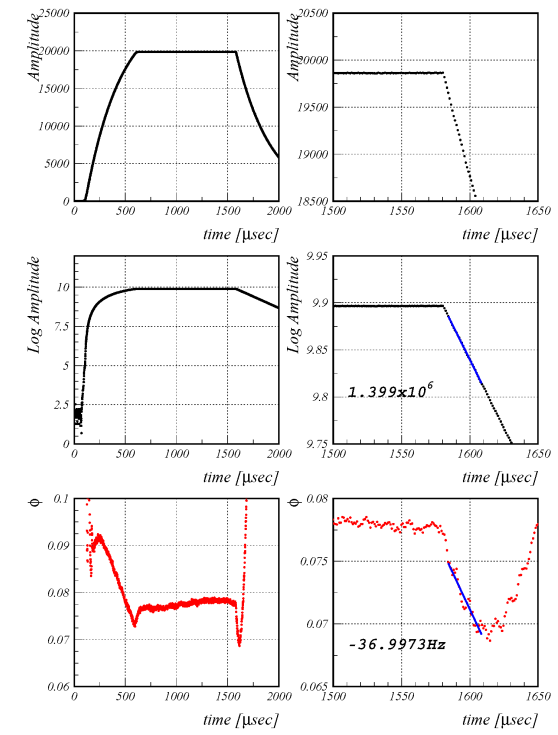 Amplitude
25000
20000
15000
10000
5000
0
0 500 1000 1500 2000
time [μsec]
Amplitude
20500
20000
19500
19000
18500
1500 1550 1600 1650
time [μsec]
Log Amplitude
10
7.5
5
2.5
0
0 500 1000 1500 2000
time [μsec]
Log Amplitude
9.95
9.9
9.85
9.8
9.75
1.399x10⁶
1500 1550 1600 1650
time [μsec]
ϕ
0.1
0.09
0.08
0.07
0.06
0 500 1000 1500 2000
time [μsec]
ϕ
0.08
0.075
0.07
0.065
-36.9973Hz
1500 1550 1600 1650
time [μsec]